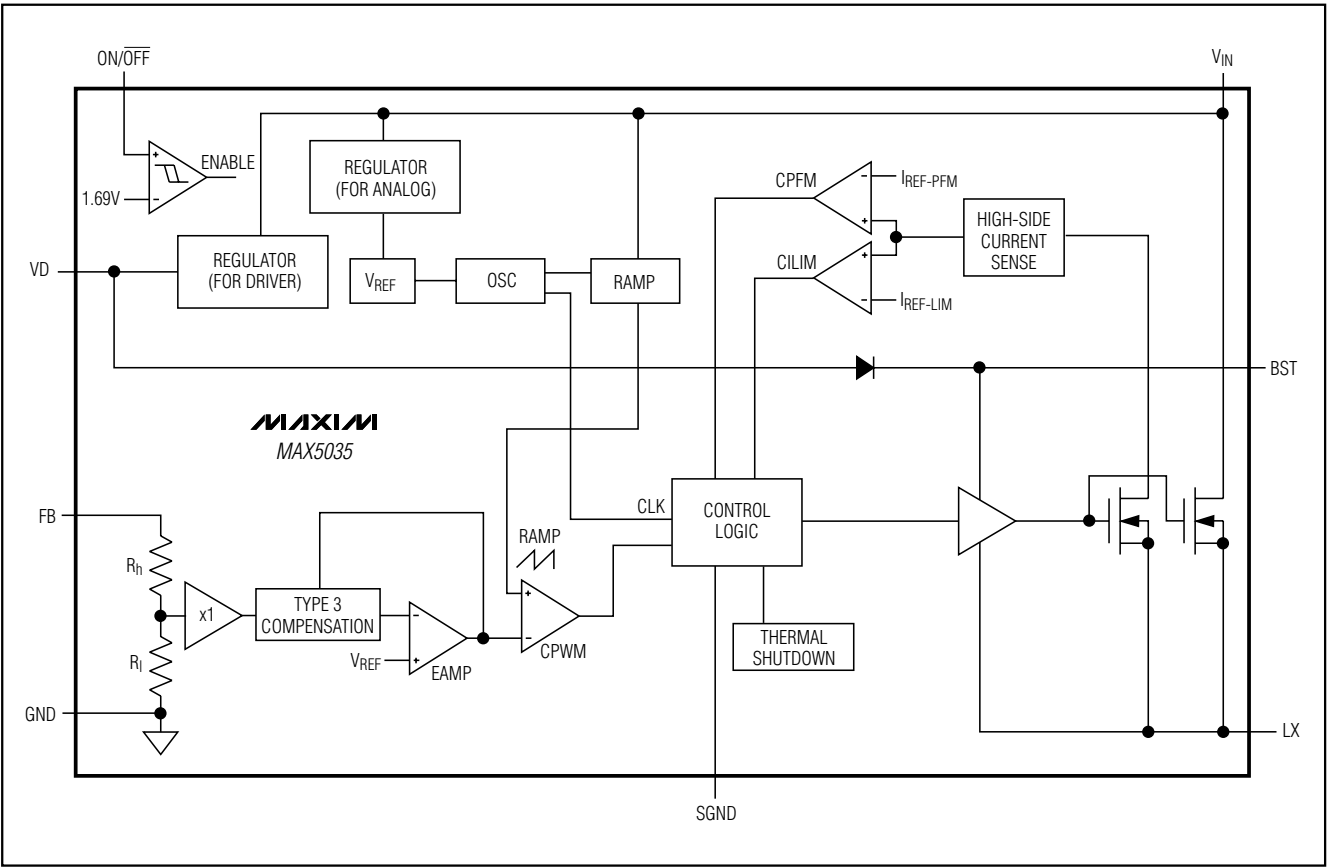 ON/OFF
VIN
ENABLE
1.69V
REGULATOR
(FOR ANALOG)
CPFM
IREF-PFM
HIGH-SIDE
CURRENT
SENSE
VD
REGULATOR
(FOR DRIVER)
VREF
OSC
RAMP
CILIM
IREF-LIM
BST
MAXIM
MAX5035
FB
Rh
x1
Rl
GND
TYPE 3
COMPENSATION
VREF
EAMP
RAMP
CPWM
CLK
CONTROL
LOGIC
THERMAL
SHUTDOWN
LX
SGND